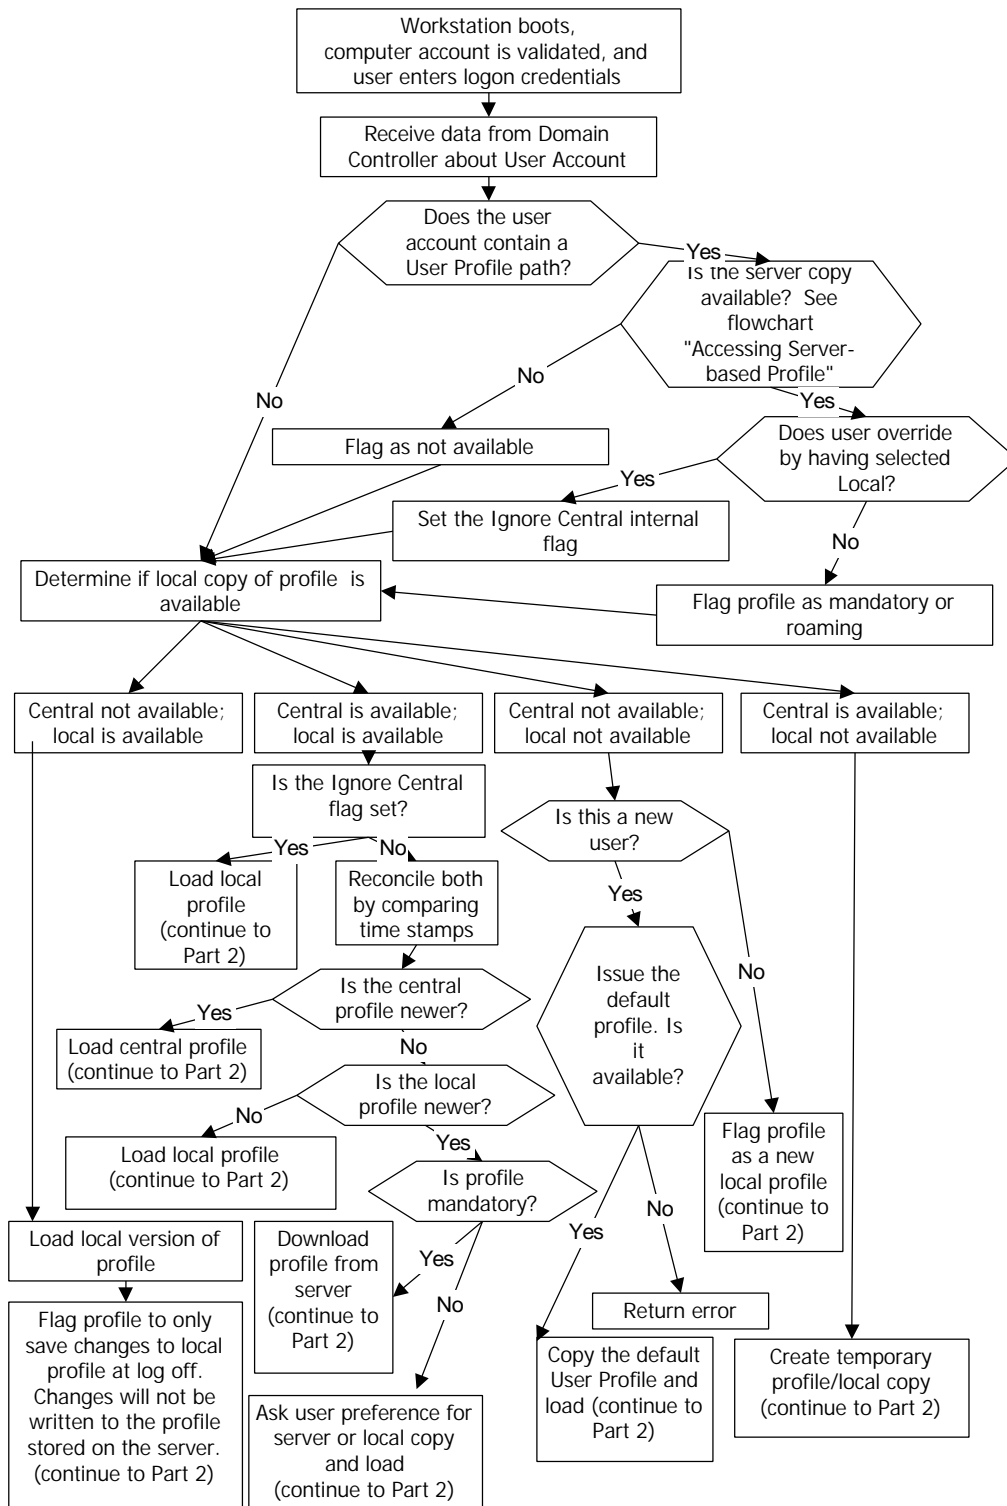 Workstation boots,
computer account is validated, and
user enters logon credentials
Receive data from Domain
Controller about User Account
Does the user
account contain a
User Profile path?
Yes
Is the server copy
available? See
flowchart
"Accessing Server-
based Profile"
No
No
Yes
Flag as not available
Does user override
by having selected
Local?
Yes
Set the Ignore Central internal
flag
No
Determine if local copy of profile is
available
Flag profile as mandatory or
roaming
Central not available;
local is available
Central is available;
local is available
Central not available;
local not available
Central is available;
local not available
Is the Ignore Central
flag set?
Is this a new
user?
Yes
No
Load local
profile
(continue to
Part 2)
Reconcile both
by comparing
time stamps
Yes
No
Is the central
profile newer?
Issue the
default
profile. Is
it
available?
Yes
No
Load central profile
(continue to Part 2)
Is the local
profile newer?
No
Yes
Load local profile
(continue to Part 2)
Flag profile
as a new
local profile
(continue to
Part 2)
Is profile
mandatory?
Yes
No
Load local version of
profile
Download
profile from
server
(continue to
Part 2)
Yes
No
Return error
Flag profile to only
save changes to local
profile at log off.
Changes will not be
written to the profile
stored on the server.
(continue to Part 2)
Copy the default
User Profile and
load (continue to
Part 2)
Create temporary
profile/local copy
(continue to Part 2)
Ask user preference for
server or local copy
and load
(continue to Part 2)